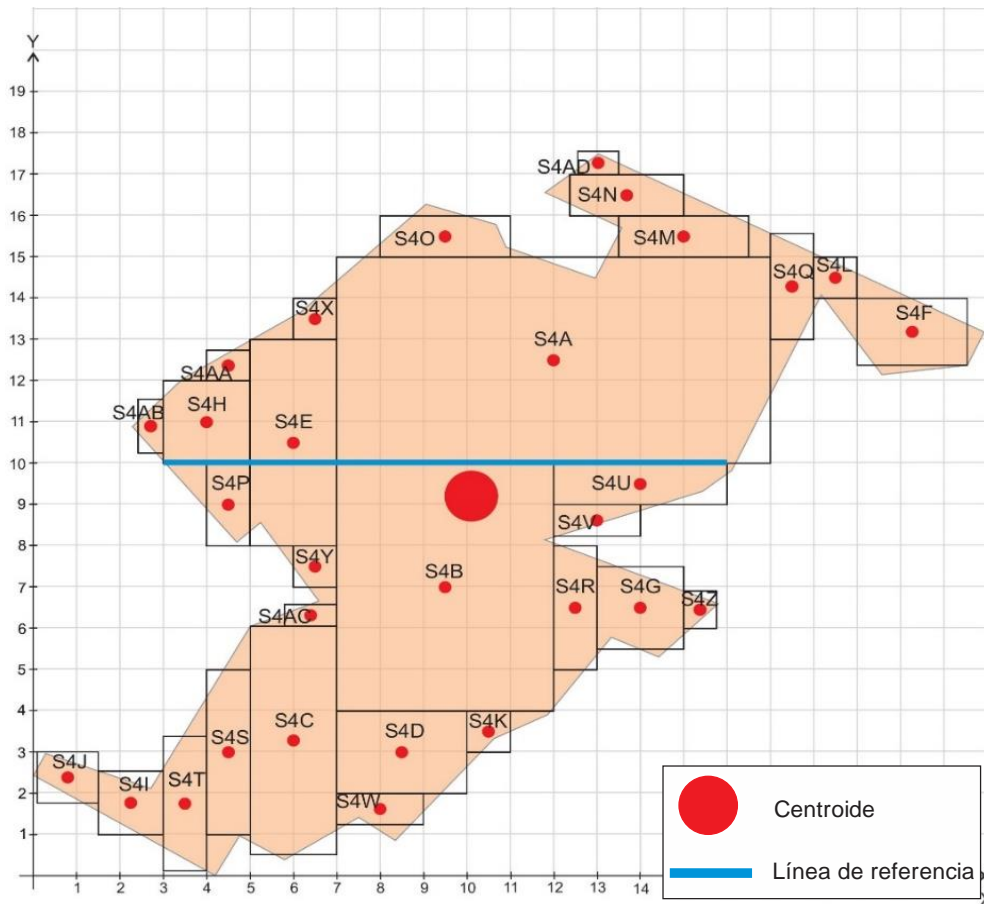 Y
19
18
17
16
15
14
13
12
11
10
9
8
7
6
5
4
3
2
1
S4AD
S4N
S4O
S4M
S4Q
S4L
S4X
S4F
S4A
S4AA
S4H
S4AB
S4E
S4P
S4U
S4V
S4Y
S4B
S4R
S4G
S4Z
S4AC
S4C
S4D
S4K
S4S
S4J
S4I
S4T
S4W
Centroide
Línea de referencia
1 2 3 4 5 6 7 8 9 10 11 12 13 14